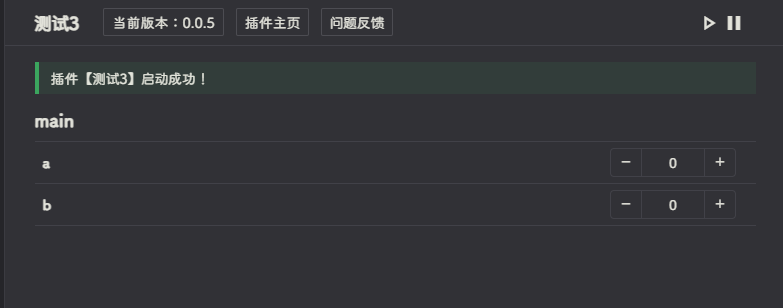 测试3 当前版本：0.0.5 插件主页 问题反馈
插件【测试3】启动成功！
main
a − 0 +
b − 0 +